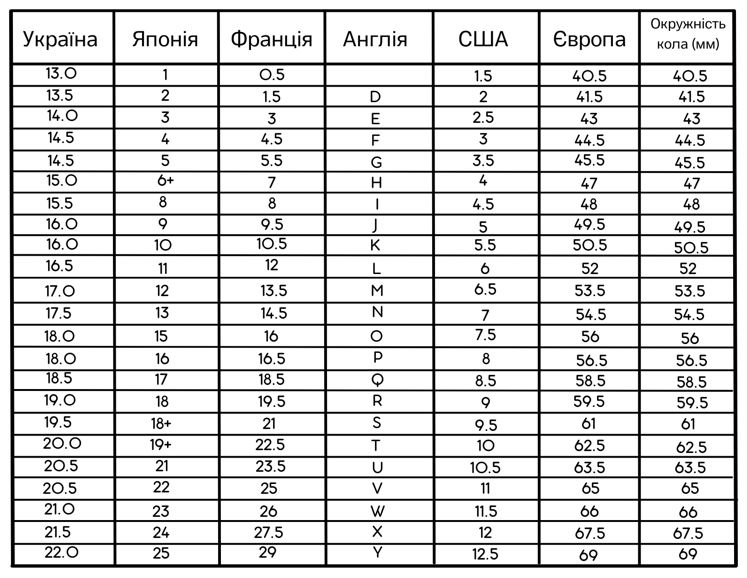 Україна Японія Франція Англія США Європа Окружність кола (мм)
13.0 1 0.5 1.5 40.5 40.5
13.5 2 1.5 D 2 41.5 41.5
14.0 3 3 E 2.5 43 43
14.5 4 4.5 F 3 44.5 44.5
14.5 5 5.5 G 3.5 45.5 45.5
15.0 6+ 7 H 4 47 47
15.5 8 8 I 4.5 48 48
16.0 9 9.5 J 5 49.5 49.5
16.0 10 10.5 K 5.5 50.5 50.5
16.5 11 12 L 6 52 52
17.0 12 13.5 M 6.5 53.5 53.5
17.5 13 14.5 N 7 54.5 54.5
18.0 15 16 O 7.5 56 56
18.0 16 16.5 P 8 56.5 56.5
18.5 17 18.5 Q 8.5 58.5 58.5
19.0 18 19.5 R 9 59.5 59.5
19.5 18+ 21 S 9.5 61 61
20.0 19+ 22.5 T 10 62.5 62.5
20.5 21 23.5 U 10.5 63.5 63.5
20.5 22 25 V 11 65 65
21.0 23 26 W 11.5 66 66
21.5 24 27.5 X 12 67.5 67.5
22.0 25 29 Y 12.5 69 69